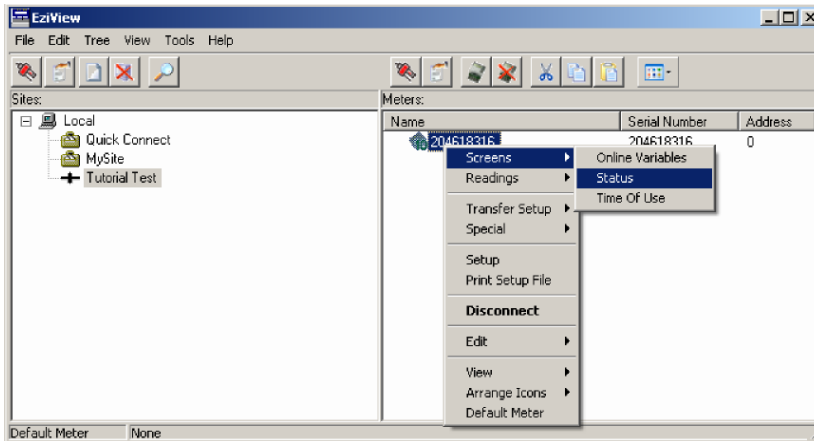 EziView
File Edit Tree View Tools Help
Sites:
Local
Quick Connect
MySite
Tutorial Test
Meters:
Name Serial Number Address
204618316 204618316 0
Screens
Readings
Transfer Setup
Special
Setup
Print Setup File
Disconnect
Edit
View
Arrange Icons
Default Meter
Online Variables
Status
Time Of Use
Default Meter None